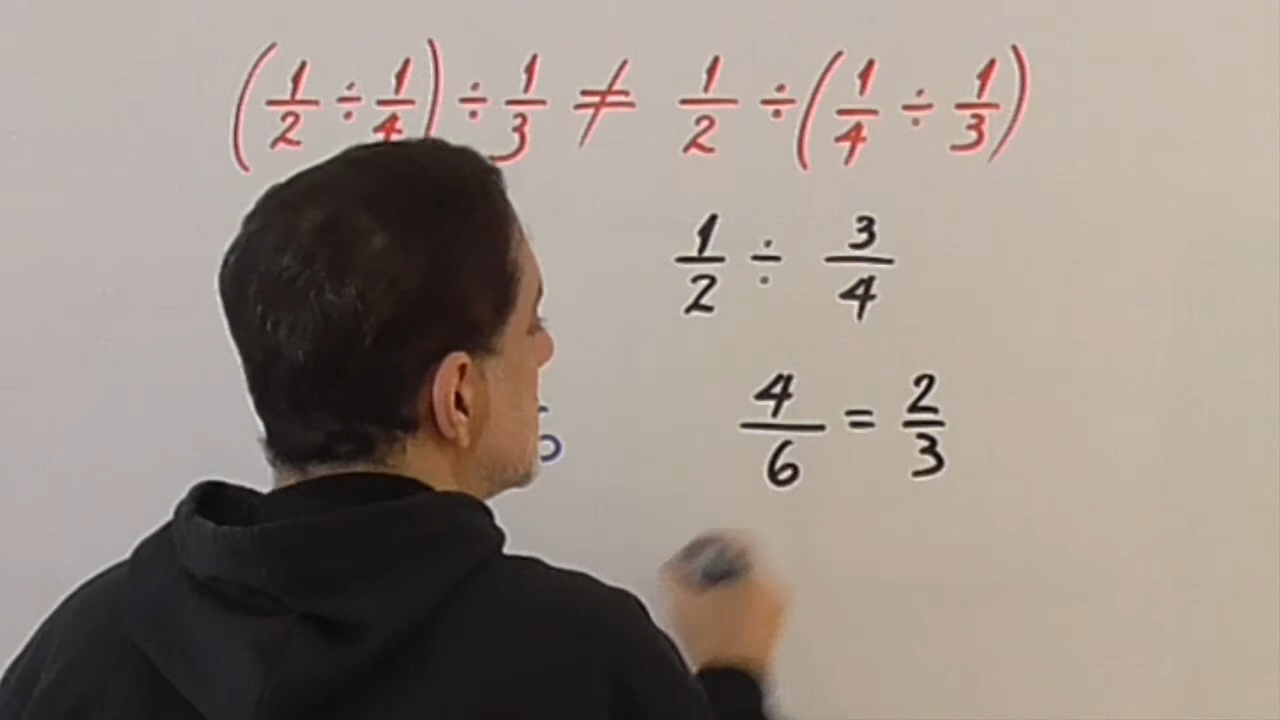 (1/2 ÷ 1/4) ÷ 1/3 ≠ 1/2 ÷ (1/4 ÷ 1/3)
1/2 ÷ 3/4
4/6 = 2/3